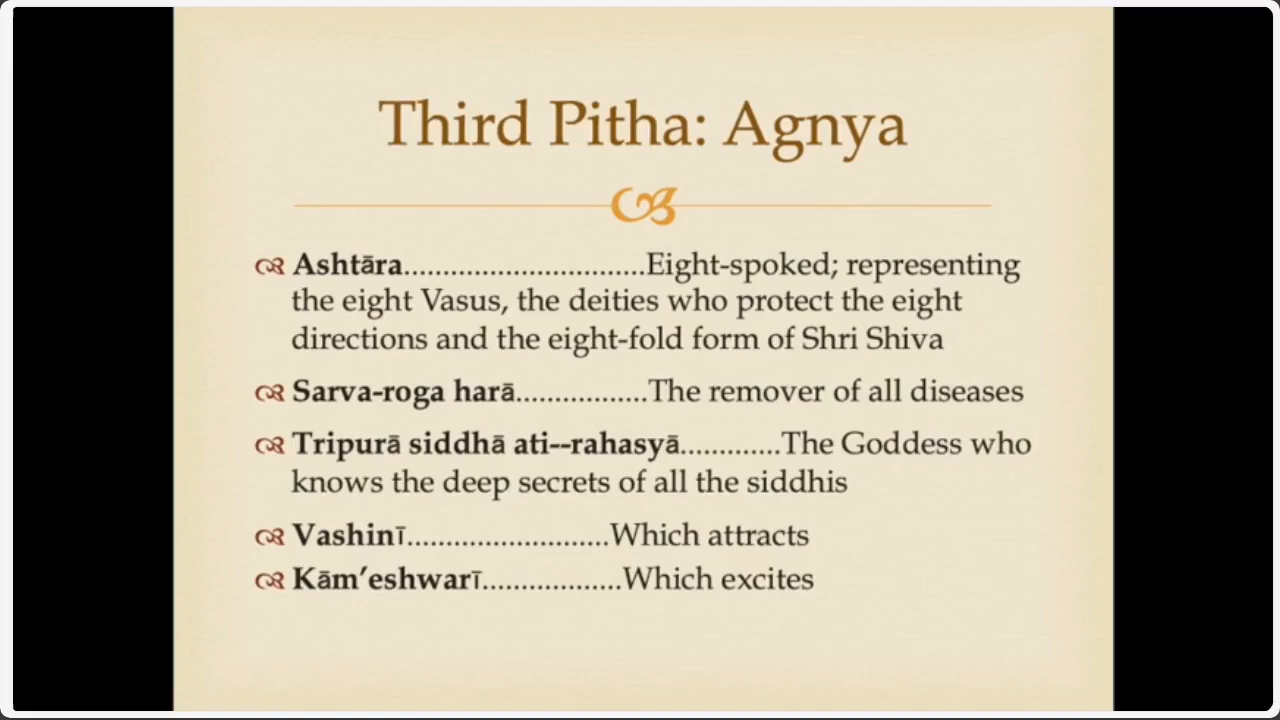 Third Pitha: Agnya
Ashtāra...............................Eight-spoked; representing
the eight Vasus, the deities who protect the eight
directions and the eight-fold form of Shri Shiva
Sarva-roga harā.................The remover of all diseases
Tripurā siddhā ati--rahasyā.............The Goddess who
knows the deep secrets of all the siddhis
Vashinī..........................Which attracts
Kām’eshwarī..................Which excites